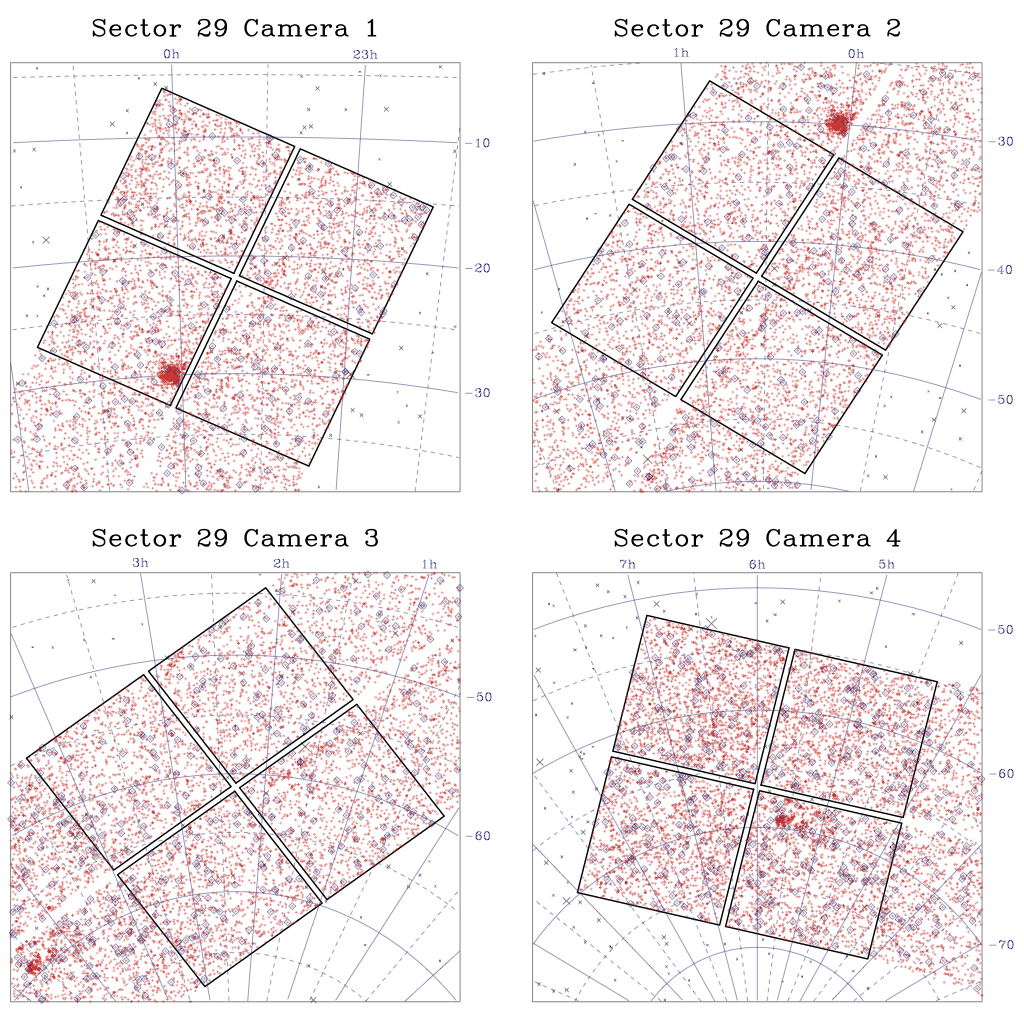 Sector 29 Camera 1
0h 23h
-10
-20
-30
Sector 29 Camera 2
1h 0h
-30
-40
-50
Sector 29 Camera 3
3h 2h 1h
-50
-60
Sector 29 Camera 4
7h 6h 5h
-50
-60
-70